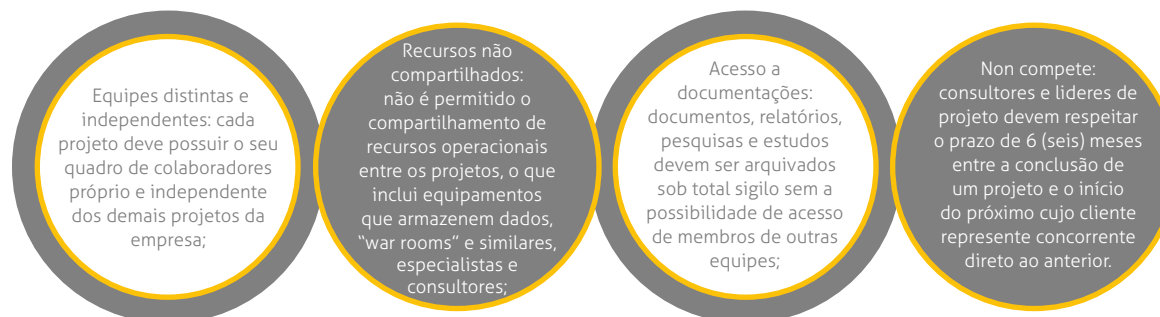 Equipes distintas e
independentes: cada
projeto deve possuir o seu
quadro de colaboradores
próprio e independente
dos demais projetos da
empresa;
Recursos não
compartilhados:
não é permitido o
compartilhamento de
recursos operacionais
entre os projetos, o que
inclui equipamentos
que armazenem dados,
“war rooms” e similares,
especialistas e
consultores;
Acesso a
documentações:
documentos, relatórios,
pesquisas e estudos
devem ser arquivados
sob total sigilo sem a
possibilidade de acesso
de membros de outras
equipes;
Non compete:
consultores e lideres de
projeto devem respeitar
o prazo de 6 (seis) meses
entre a conclusão de
um projeto e o início
do próximo cujo cliente
represente concorrente
direto ao anterior.